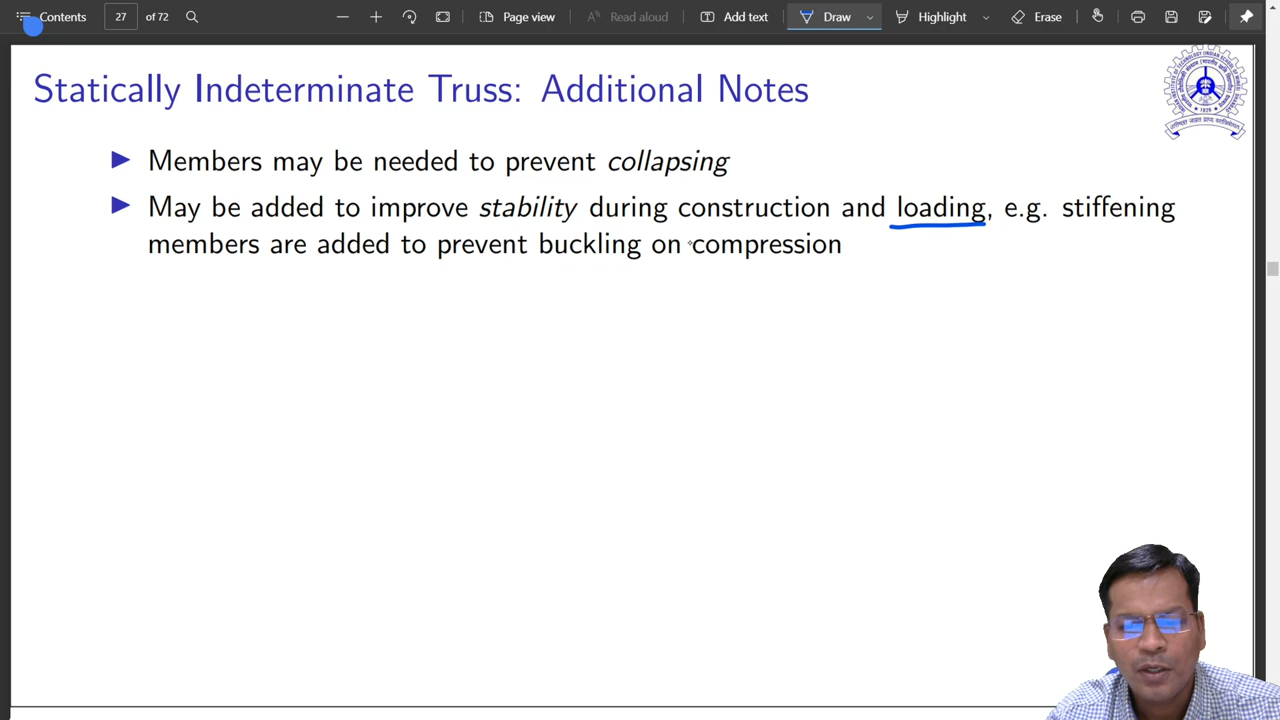 Contents 27 of 72 Page view Read aloud Add text Draw Highlight Erase
Statically Indeterminate Truss: Additional Notes
Members may be needed to prevent collapsing
May be added to improve stability during construction and loading, e.g. stiffening
members are added to prevent buckling on compression